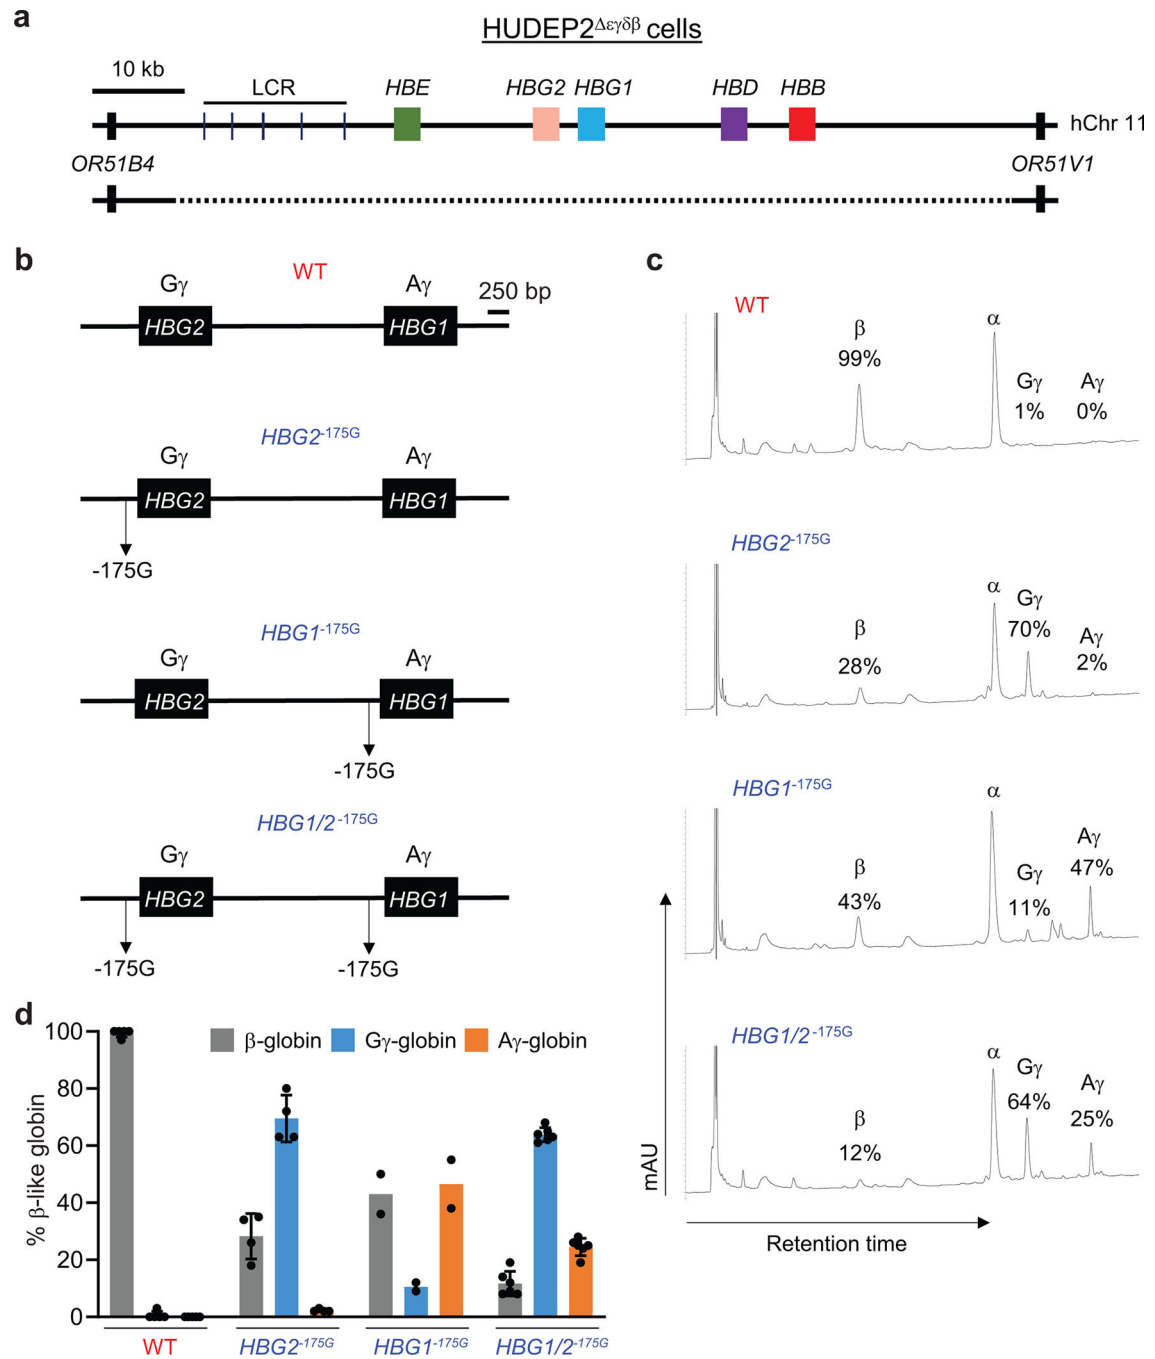 a
HUDEP2Δεγδβ cells
10 kb
LCR
HBE
HBG2
HBG1
HBD
HBB
hChr 11
OR51B4
OR51V1
b
WT
Gγ
Aγ
250 bp
HBG2
HBG1
HBG2-175G
Gγ
Aγ
HBG2
HBG1
-175G
HBG1-175G
Gγ
Aγ
HBG2
HBG1
-175G
HBG1/2-175G
Gγ
Aγ
HBG2
HBG1
-175G
-175G
c
WT
β
99%
α
Gγ
1%
Aγ
0%
HBG2-175G
β
28%
α
Gγ
70%
Aγ
2%
HBG1-175G
β
43%
α
Gγ
11%
Aγ
47%
HBG1/2-175G
β
12%
α
Gγ
64%
Aγ
25%
mAU
Retention time
d
β-globin
Gγ-globin
Aγ-globin
% β-like globin
100
80
60
40
20
0
WT
HBG2-175G
HBG1-175G
HBG1/2-175G